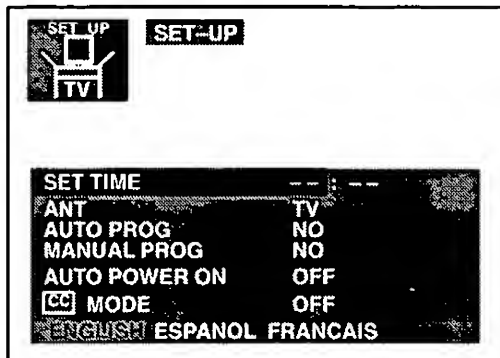 SET UP
TV
SET-UP
SET TIME -- : --
ANT TV
AUTO PROG NO
MANUAL PROG NO
AUTO POWER ON OFF
CC MODE OFF
ENGLISH ESPANOL FRANCAIS